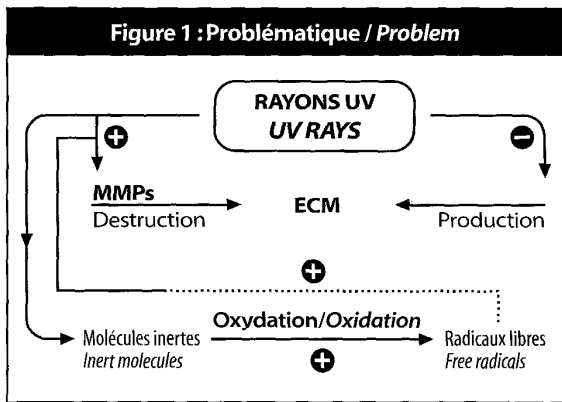 Figure 1 : Problématique / Problem
RAYONS UV
UV RAYS
MMPs
Destruction
ECM
Production
Oxydation/Oxidation
Molécules inertes
Inert molecules
Radicaux libres
Free radicals